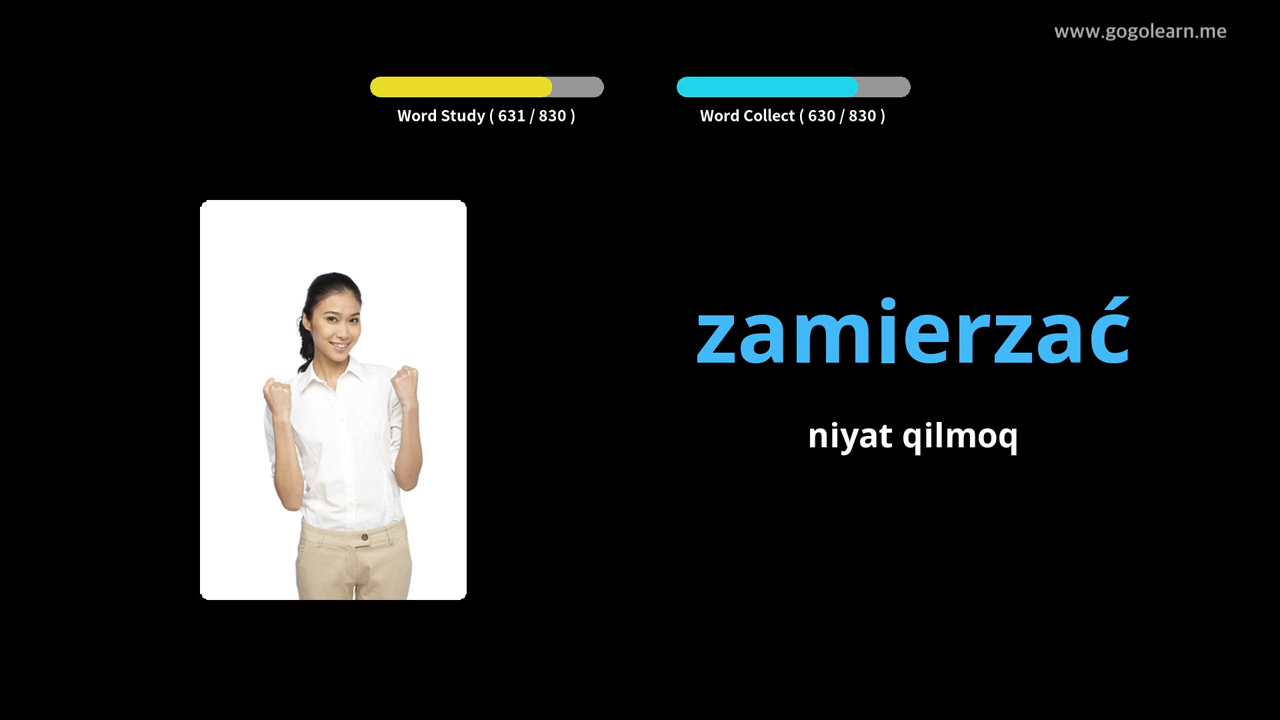 www.gogolearn.me
Word Study ( 631 / 830 )
Word Collect ( 630 / 830 )
zamierzać
niyat qilmoq